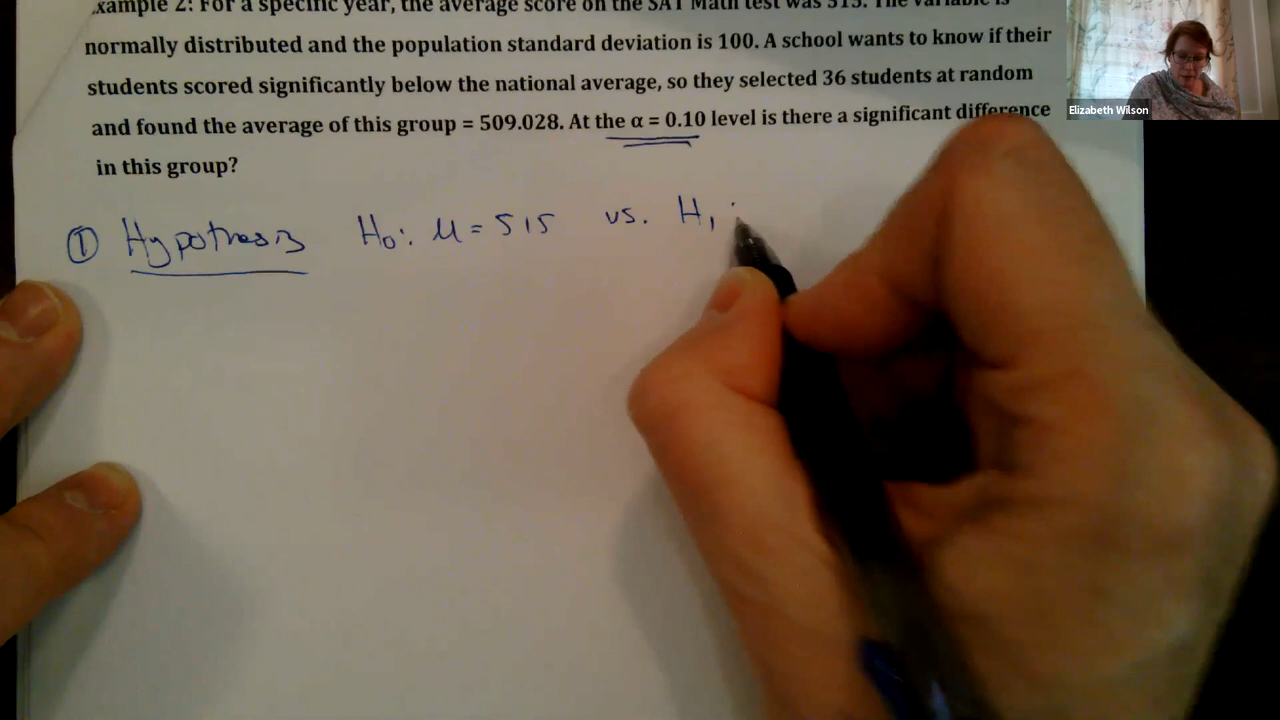 xample 2: For a specific year, the average score on the SAT Math test was 515. The variable is
normally distributed and the population standard deviation is 100. A school wants to know if their
students scored significantly below the national average, so they selected 36 students at random
and found the average of this group = 509.028. At the α = 0.10 level is there a significant difference
in this group?
Elizabeth Wilson
① Hypothesis H₀: μ = 515 vs. H₁: